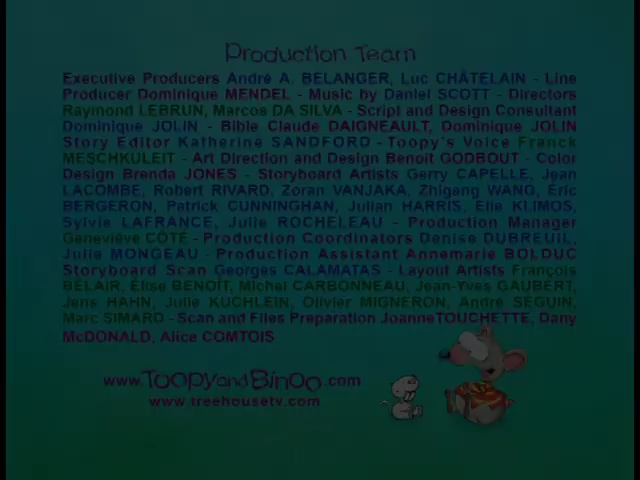 Production Team
Executive Producers André A. BÉLANGER, Luc CHÂTELAIN - Line
Producer Dominique MENDEL - Music by Daniel SCOTT - Directors
Raymond LEBRUN, Marcos DA SILVA - Script and Design Consultant
Dominique JOLIN - Bible Claude DAIGNEAULT, Dominique JOLIN
Story Editor Katherine SANDFORD - Toopy's Voice Franck
MESCHKULEIT - Art Direction and Design Benoit GODBOUT - Color
Design Brenda JONES - Storyboard Artists Gerry CAPELLE, Jean
LACOMBE, Robert RIVARD, Zoran VANJAKA, Zhigang WANG, Éric
BERGERON, Patrick CUNNINGHAN, Julian HARRIS, Elie KLIMOS,
Sylvie LAFRANCE, Julie ROCHELEAU - Production Manager
Geneviève CÔTÉ - Production Coordinators Denise DUBREUIL,
Julie MONGEAU - Production Assistant Annemarie BOLDUC
Storyboard Scan Georges CALAMATAS - Layout Artists François
BÉLAIR, Élise BENOÎT, Michel CARBONNEAU, Jean-Yves GAUBERT,
Jens HAHN, Julie KUCHLEIN, Olivier MIGNERON, André SÉGUIN,
Marc SIMARD - Scan and Files Preparation JoanneTOUCHETTE, Dany
McDONALD, Alice COMTOIS
www.ToopyandBinoo.com
www.treehousetv.com